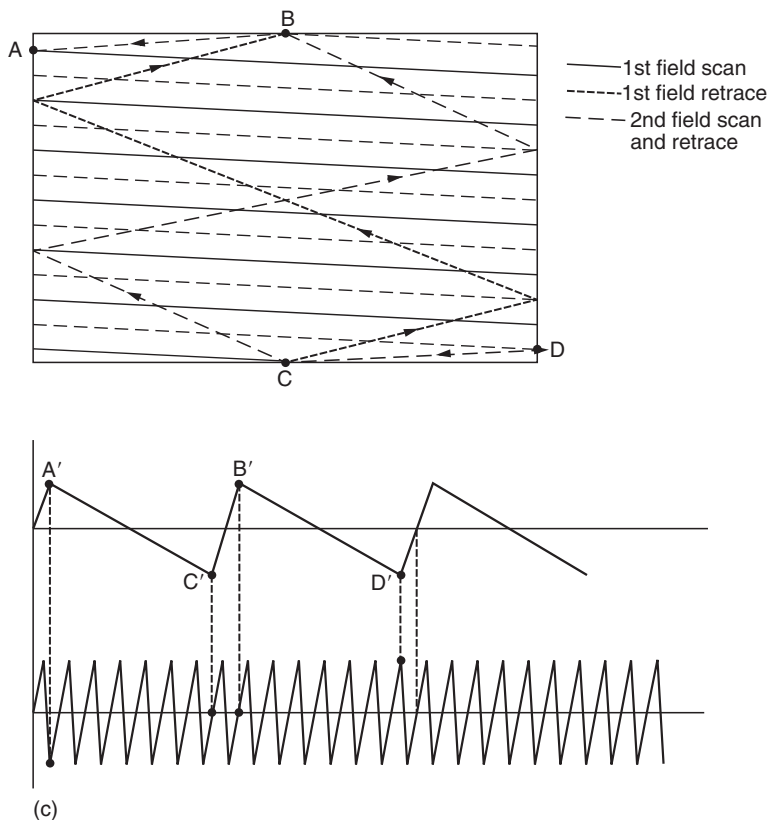 B
A
1st field scan
1st field retrace
2nd field scan
and retrace
D
C
A′
B′
C′
D′
(c)